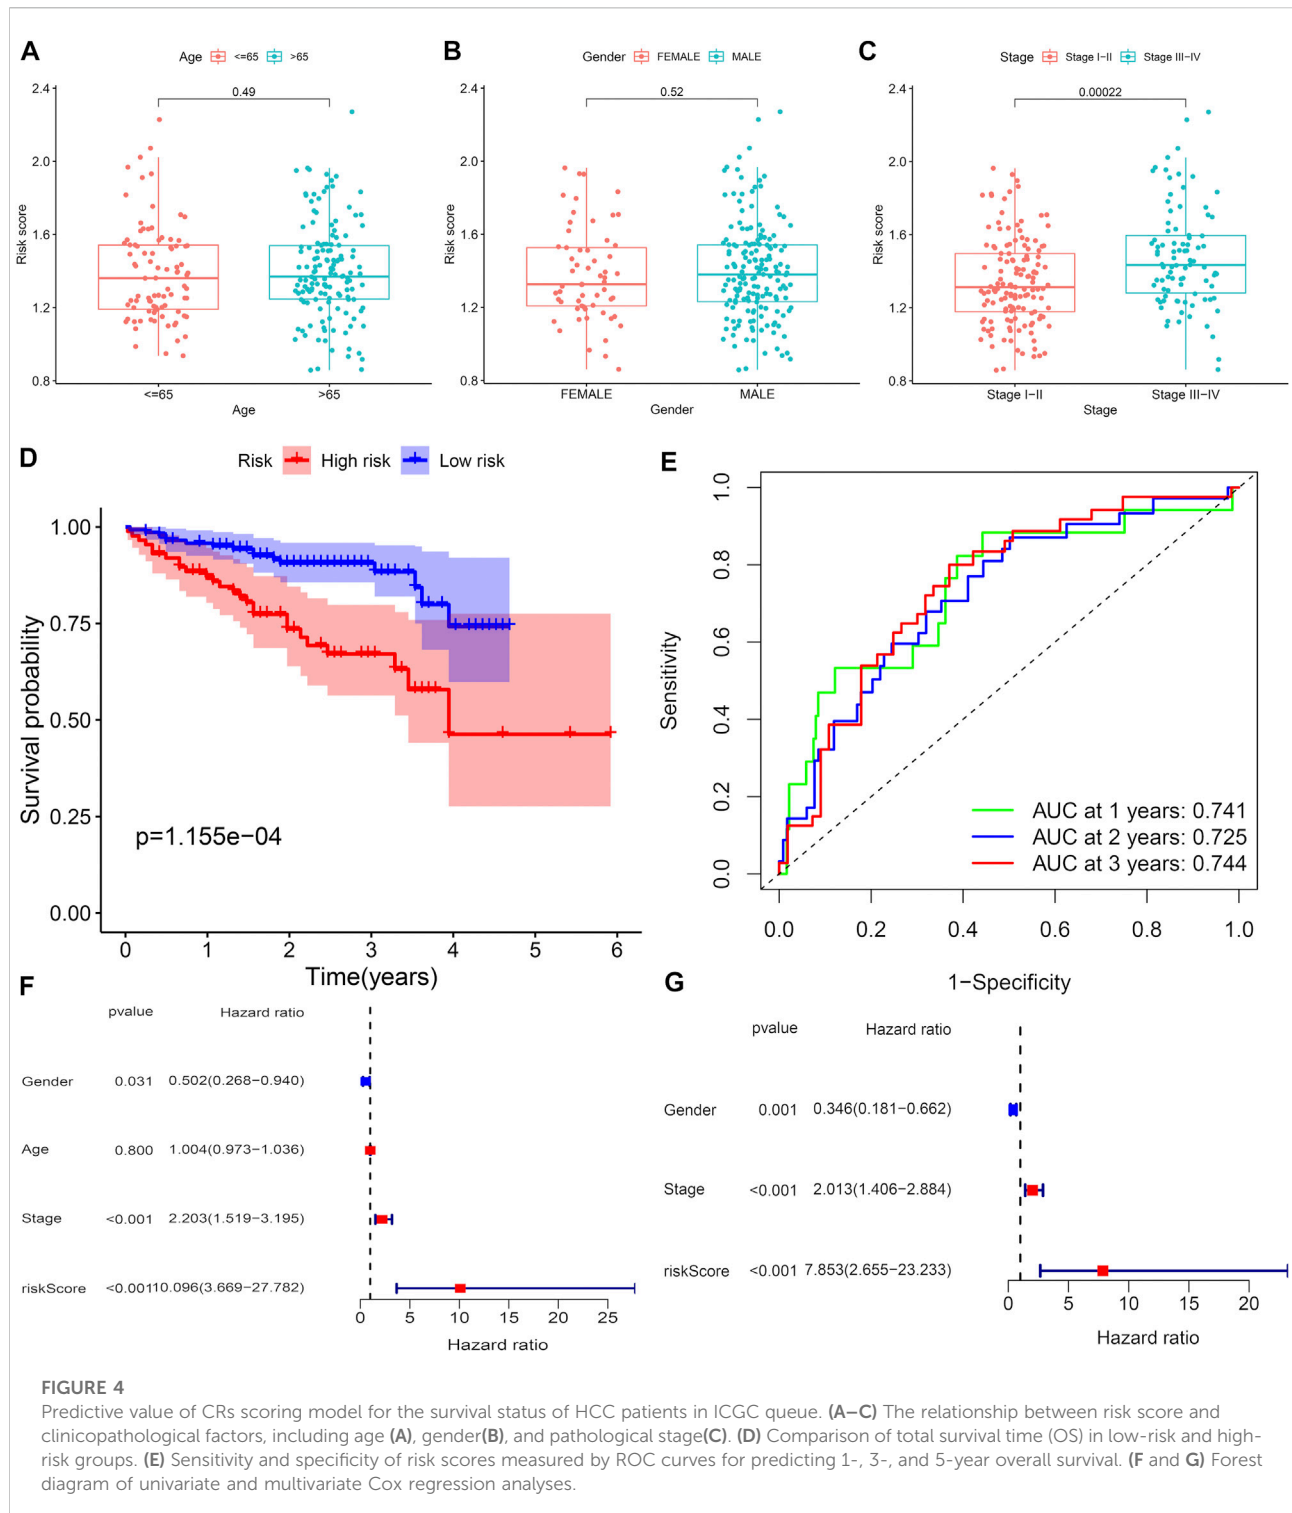 A
Age <=65 >65
2.4
2.0
1.6
1.2
0.8
Risk score
0.49
<=65 >65
Age
B
Gender FEMALE MALE
2.4
2.0
1.6
1.2
0.8
Risk score
0.52
FEMALE MALE
Gender
C
Stage Stage I−II Stage III−IV
2.4
2.0
1.6
1.2
0.8
Risk score
0.00022
Stage I−II Stage III−IV
Stage
D
Risk High risk Low risk
1.00
0.75
0.50
0.25
0.00
Survival probability
p=1.155e−04
0 1 2 3 4 5 6
Time(years)
E
1.0
0.8
0.6
0.4
0.2
0.0
Sensitivity
AUC at 1 years: 0.741
AUC at 2 years: 0.725
AUC at 3 years: 0.744
0.0 0.2 0.4 0.6 0.8 1.0
1−Specificity
F
pvalue Hazard ratio
Gender 0.031 0.502(0.268−0.940)
Age 0.800 1.004(0.973−1.036)
Stage <0.001 2.203(1.519−3.195)
riskScore <0.001 10.096(3.669−27.782)
0 5 10 15 20 25
Hazard ratio
G
pvalue Hazard ratio
Gender 0.001 0.346(0.181−0.662)
Stage <0.001 2.013(1.406−2.884)
riskScore <0.001 7.853(2.655−23.233)
0 5 10 15 20
Hazard ratio
FIGURE 4
Predictive value of CRs scoring model for the survival status of HCC patients in ICGC queue. (A–C) The relationship between risk score and
clinicopathological factors, including age (A), gender(B), and pathological stage(C). (D) Comparison of total survival time (OS) in low-risk and high-
risk groups. (E) Sensitivity and specificity of risk scores measured by ROC curves for predicting 1-, 3-, and 5-year overall survival. (F and G) Forest
diagram of univariate and multivariate Cox regression analyses.